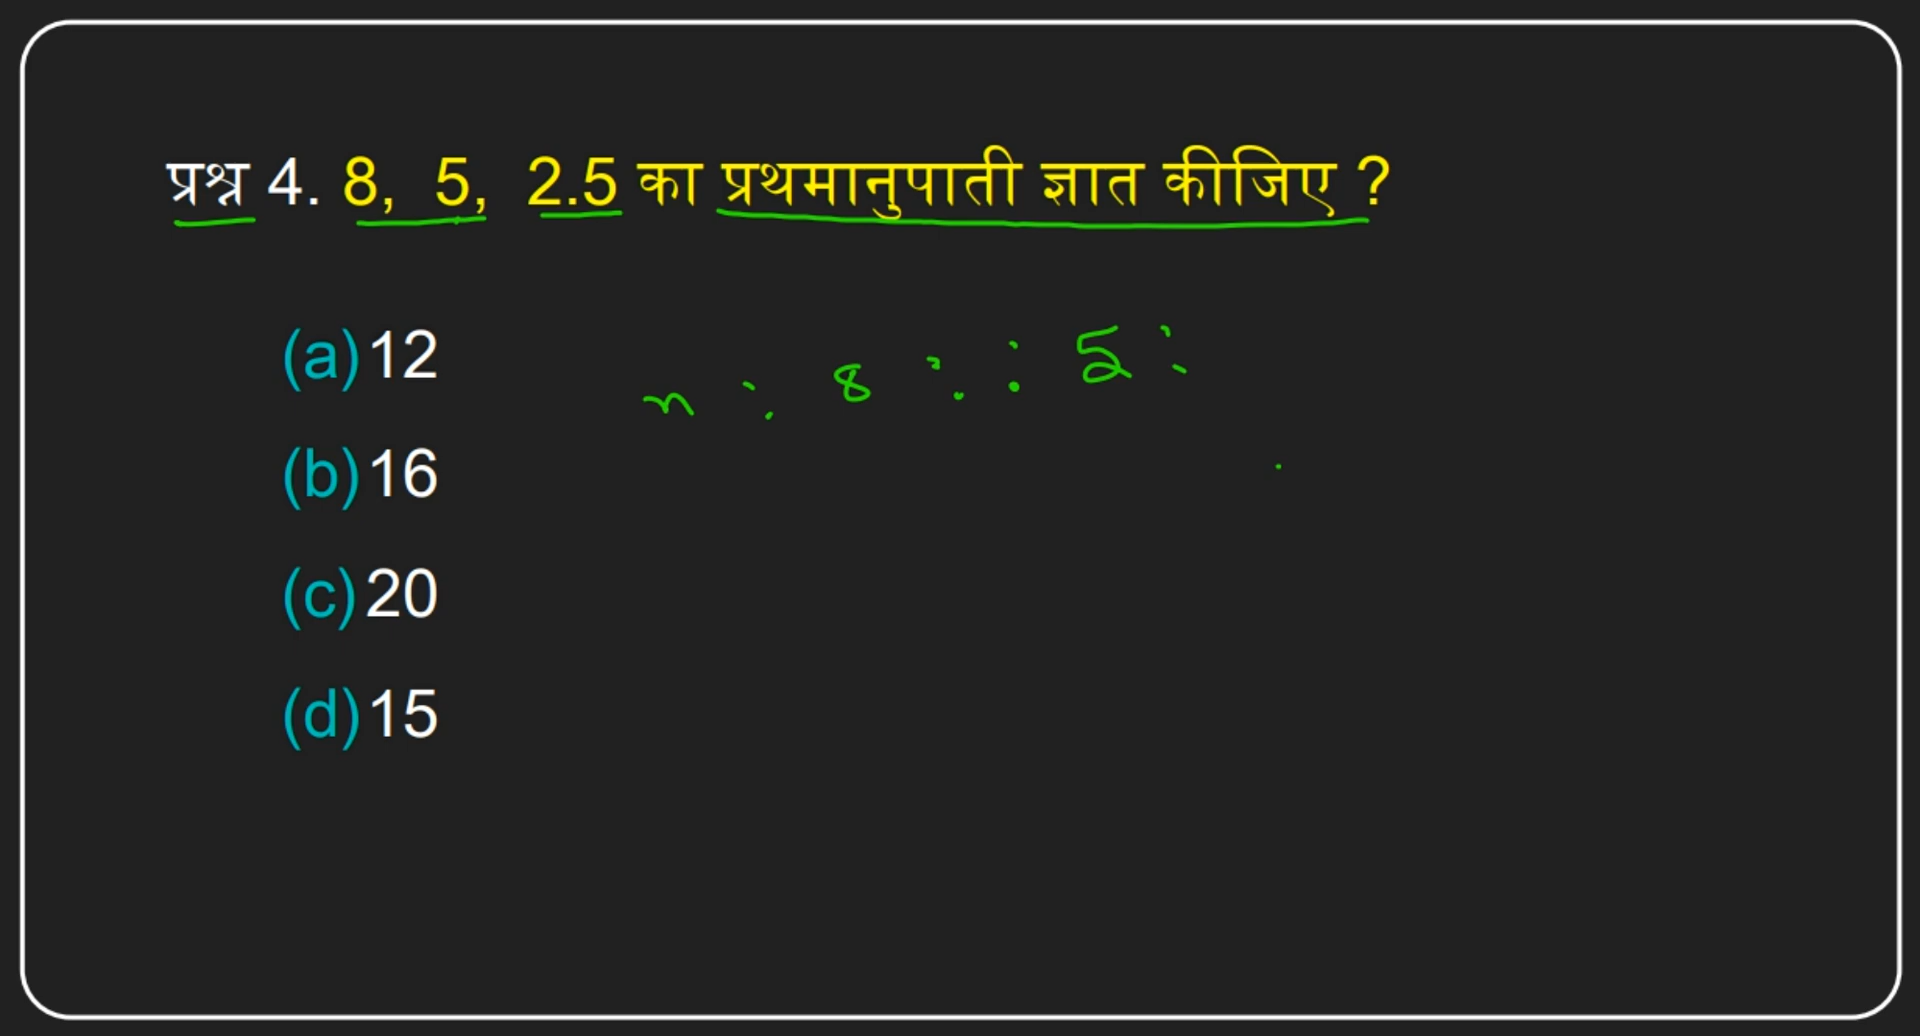 प्रश्न 4. 8, 5, 2.5 का प्रथमानुपाती ज्ञात कीजिए ?
(a) 12
x : 8 :: 5 :
(b) 16
(c) 20
(d) 15